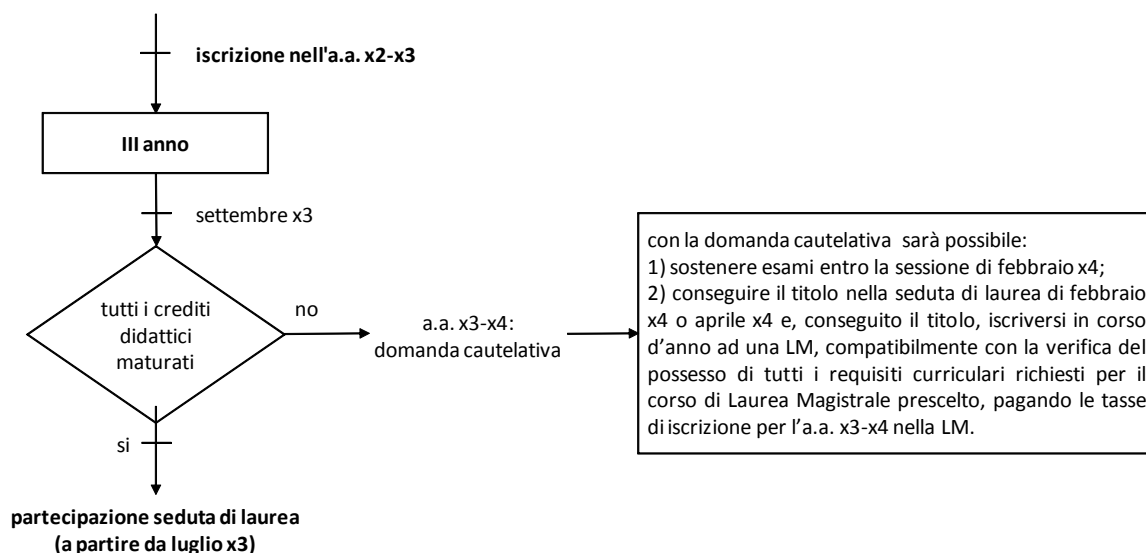 iscrizione nell'a.a. x2-x3
III anno
settembre x3
tutti i crediti
didattici
maturati
no
a.a. x3-x4:
domanda cautelativa
con la domanda cautelativa sarà possibile:
1) sostenere esami entro la sessione di febbraio x4;
2) conseguire il titolo nella seduta di laurea di febbraio
x4 o aprile x4 e, conseguito il titolo, iscriversi in corso
d’anno ad una LM, compatibilmente con la verifica del
possesso di tutti i requisiti curriculari richiesti per il
corso di Laurea Magistrale prescelto, pagando le tasse
di iscrizione per l’a.a. x3-x4 nella LM.
si
partecipazione seduta di laurea
(a partire da luglio x3)